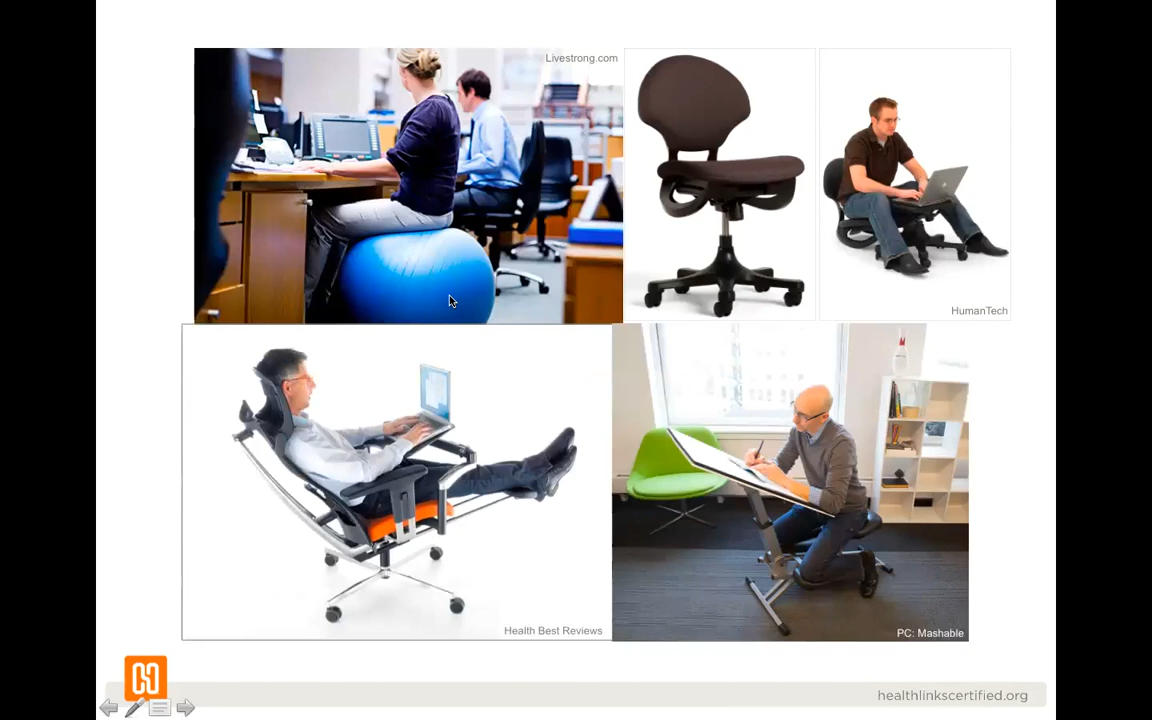 Livestrong.com
HumanTech
Health Best Reviews
PC: Mashable
healthlinkscertified.org